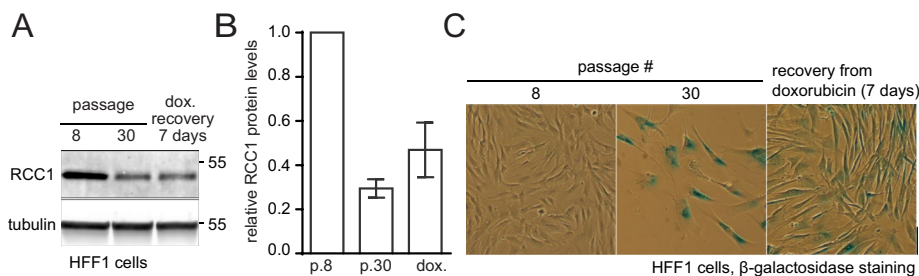 A
passage
dox.
recovery
8
30
7 days
RCC1
55
tubulin
55
HFF1 cells
B
relative RCC1 protein levels
1.0
0.8
0.6
0.4
0.2
0.0
p.8
p.30
dox.
C
passage #
recovery from
doxorubicin (7 days)
8
30
HFF1 cells, β-galactosidase staining